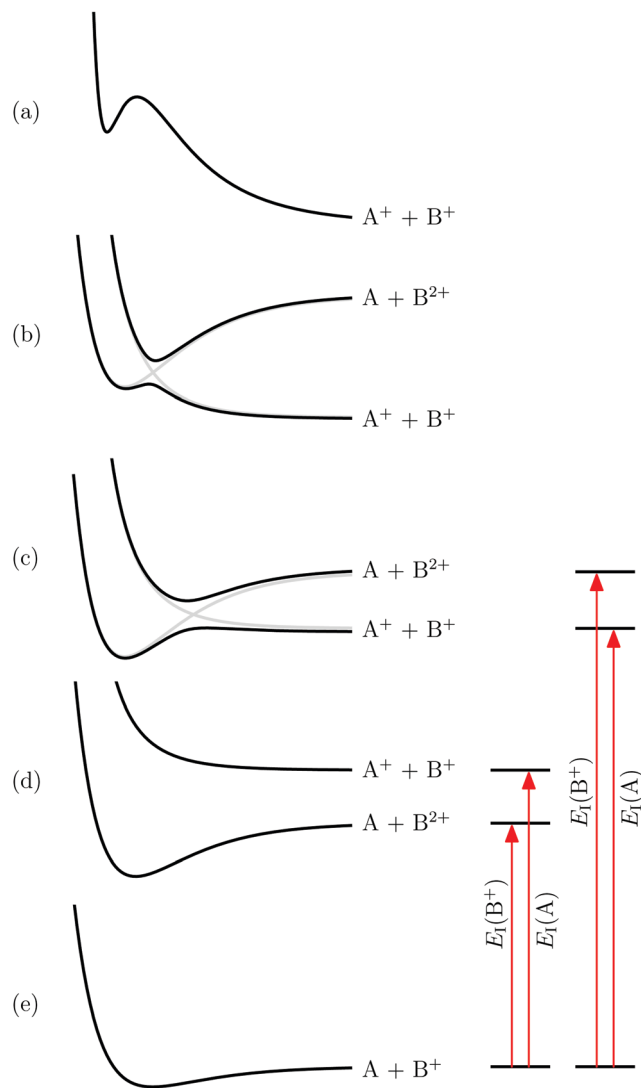 (a)
A⁺ + B⁺
A + B²⁺
(b)
A⁺ + B⁺
(c)
A + B²⁺
A⁺ + B⁺
(d)
A⁺ + B⁺
A + B²⁺
E_I(B⁺)
E_I(A)
E_I(B⁺)
E_I(A)
(e)
A + B⁺